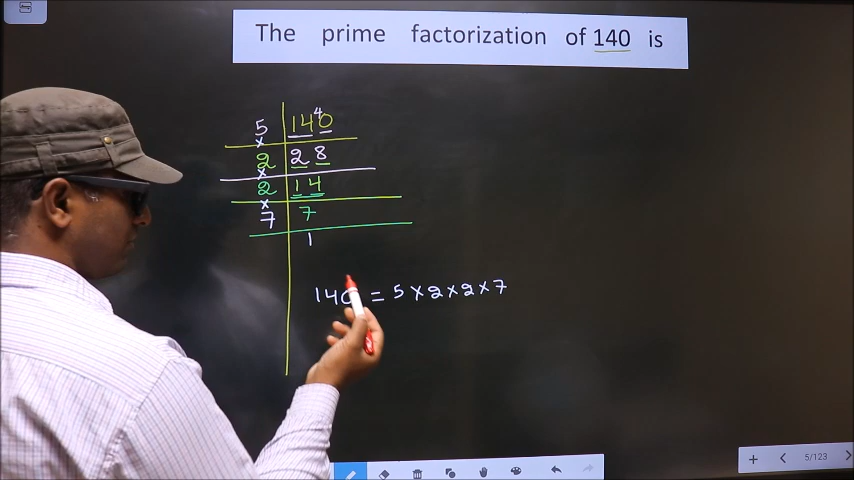 The prime factorization of 140 is
5 | 14⁴0
×
2 | 28
×
2 | 14
×
7 | 7
1
140 = 5 × 2 × 2 × 7
5/123